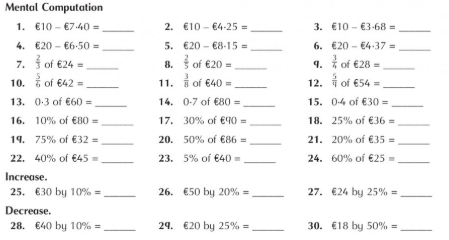 Mental Computation
1. €10 – €7·40 = ______ 2. €10 – €4·25 = ______ 3. €10 – €3·68 = ______
4. €20 – €6·50 = ______ 5. €20 – €8·15 = ______ 6. €20 – €4·37 = ______
7. 2/3 of €24 = ______ 8. 2/5 of €20 = ______ 9. 3/4 of €28 = ______
10. 5/6 of €42 = ______ 11. 3/8 of €40 = ______ 12. 5/9 of €54 = ______
13. 0·3 of €60 = ______ 14. 0·7 of €80 = ______ 15. 0·4 of €30 = ______
16. 10% of €80 = ______ 17. 30% of €90 = ______ 18. 25% of €36 = ______
19. 75% of €32 = ______ 20. 50% of €86 = ______ 21. 20% of €35 = ______
22. 40% of €45 = ______ 23. 5% of €40 = ______ 24. 60% of €25 = ______
Increase.
25. €30 by 10% = ______ 26. €50 by 20% = ______ 27. €24 by 25% = ______
Decrease.
28. €40 by 10% = ______ 29. €20 by 25% = ______ 30. €18 by 50% = ______